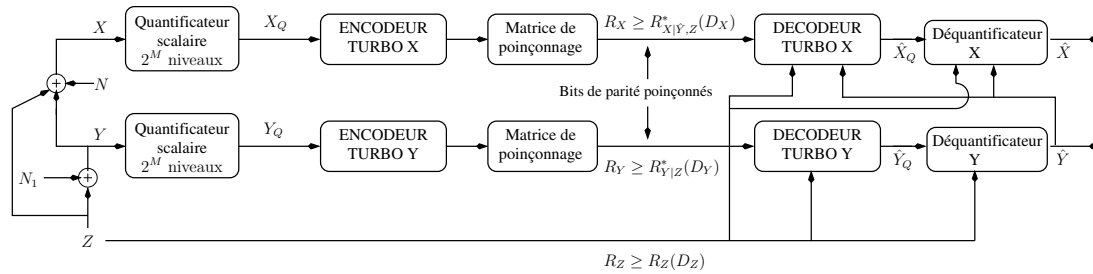 X
Quantificateur
scalaire
2^M niveaux
X_Q
ENCODEUR
TURBO X
Matrice de
poinçonnage
R_X ≥ R*_{X|Ŷ,Z}(D_X)
DECODEUR
TURBO X
X̂_Q
Déquantificateur
X
X̂
+
N
Bits de parité poinçonnés
Y
Quantificateur
scalaire
2^M niveaux
Y_Q
ENCODEUR
TURBO Y
Matrice de
poinçonnage
R_Y ≥ R*_{Y|Z}(D_Y)
DECODEUR
TURBO Y
Ŷ_Q
Déquantificateur
Y
Ŷ
N_1
+
Z
R_Z ≥ R_Z(D_Z)